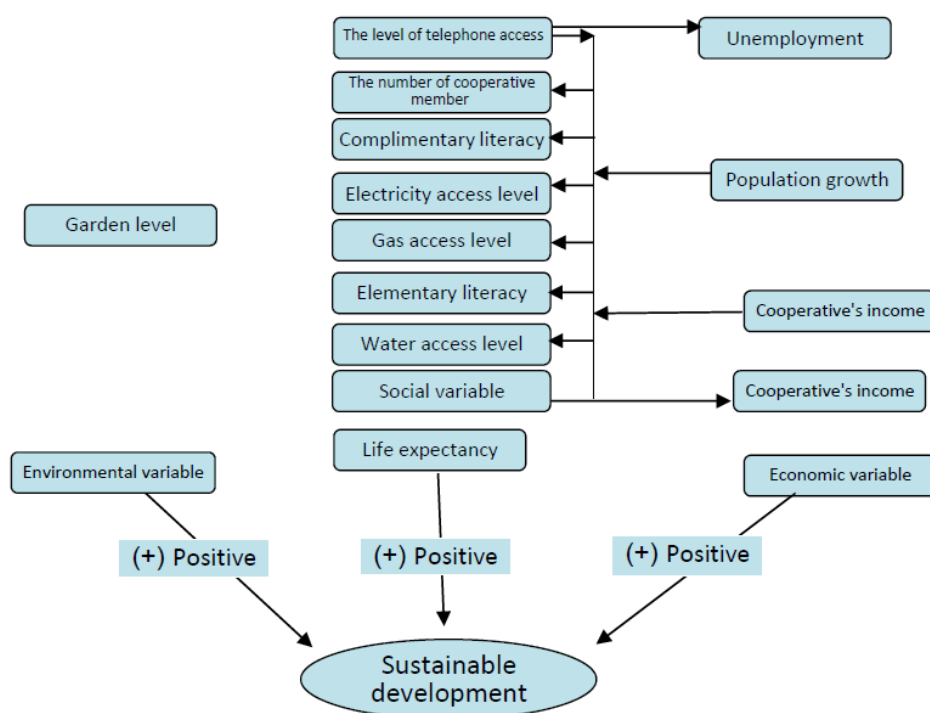 The level of telephone access
Unemployment
The number of cooperative
member
Complimentary literacy
Population growth
Electricity access level
Garden level
Gas access level
Elementary literacy
Cooperative's income
Water access level
Social variable
Cooperative's income
Life expectancy
Environmental variable
Economic variable
(+) Positive
(+) Positive
(+) Positive
Sustainable
development